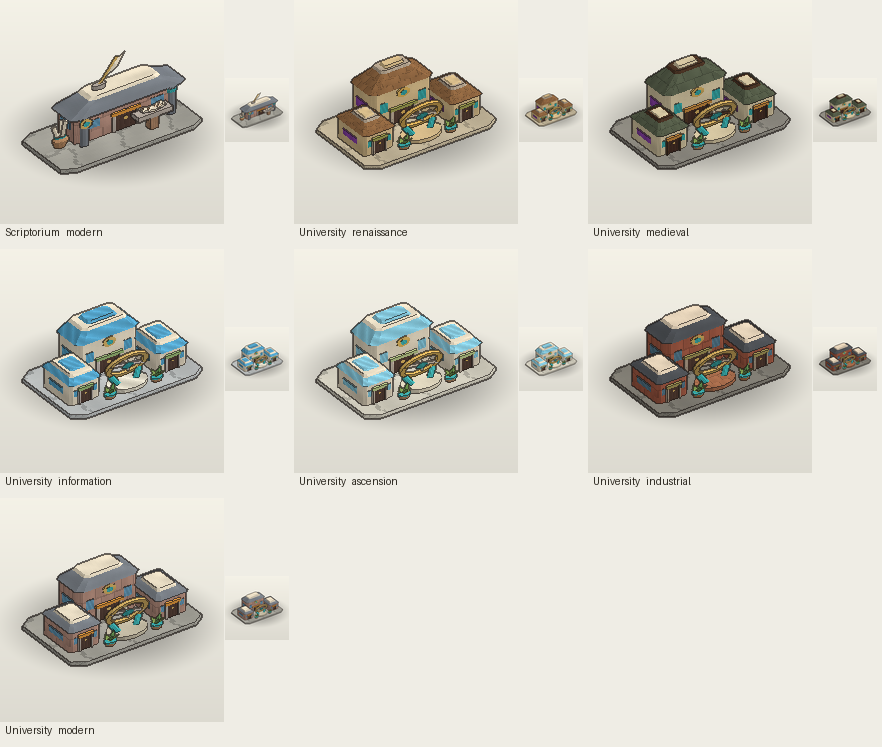 Scriptorium modern
University renaissance
University medieval
University information
University ascension
University industrial
University modern